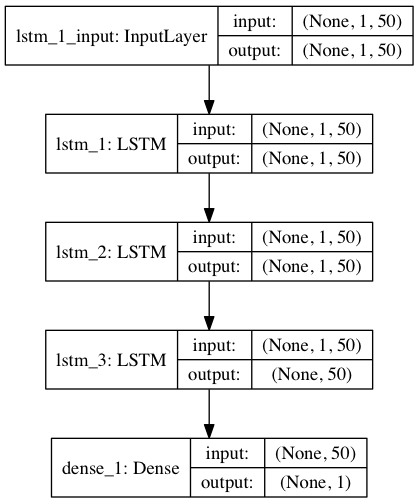 lstm_1_input: InputLayer
input: (None, 1, 50)
output: (None, 1, 50)
lstm_1: LSTM
input: (None, 1, 50)
output: (None, 1, 50)
lstm_2: LSTM
input: (None, 1, 50)
output: (None, 1, 50)
lstm_3: LSTM
input: (None, 1, 50)
output: (None, 50)
dense_1: Dense
input: (None, 50)
output: (None, 1)